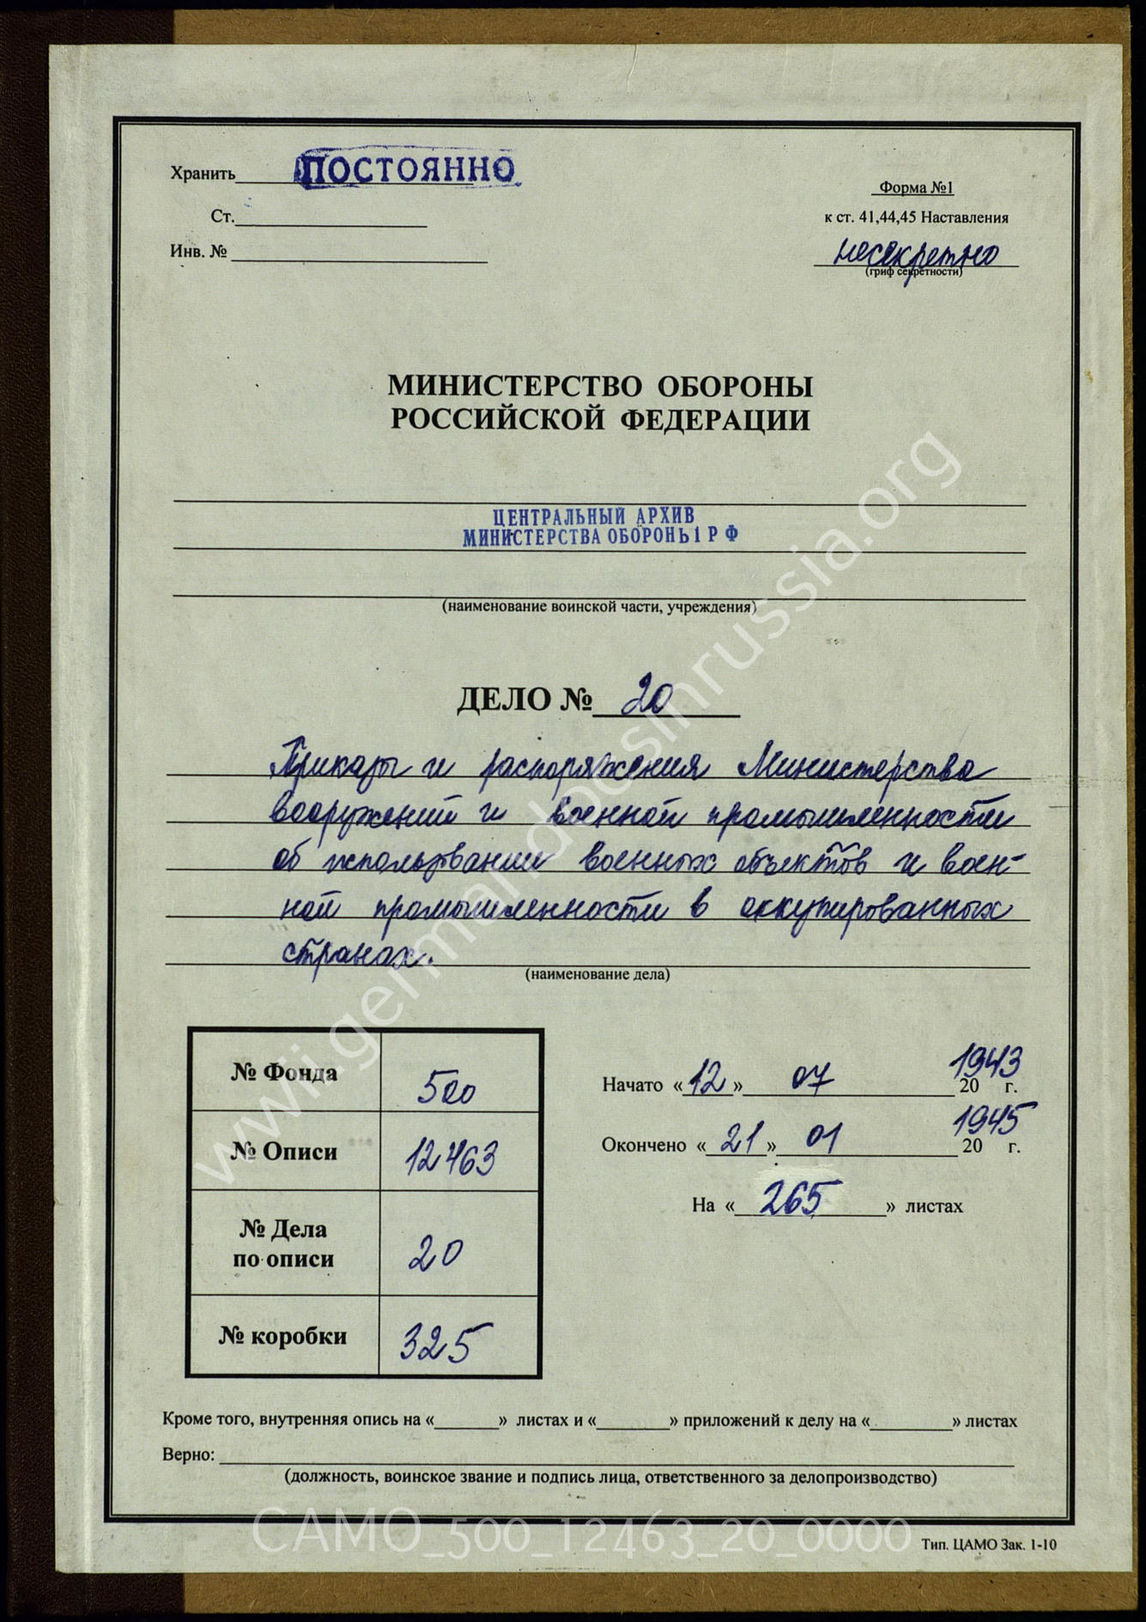 Хранить ПОСТОЯННО
Ст.
Инв. №
Форма №1
к ст. 41,44,45 Наставления
несекретно
(гриф секретности)
МИНИСТЕРСТВО ОБОРОНЫ
РОССИЙСКОЙ ФЕДЕРАЦИИ
ЦЕНТРАЛЬНЫЙ АРХИВ
МИНИСТЕРСТВА ОБОРОНЫ РФ
(наименование воинской части, учреждения)
ДЕЛО № 20
Приказы и распоряжения Министерства
вооружений и военной промышленности
об использовании военных объектов и воен-
ной промышленности в оккупированных
странах.
(наименование дела)
№ Фонда 500
№ Описи 12463
№ Дела
по описи 20
№ коробки 325
Начато «12» 07 1943 20 г.
Окончено «21» 01 1945 20 г.
На «265» листах
Кроме того, внутренняя опись на « » листах и « » приложений к делу на « » листах
Верно:
(должность, воинское звание и подпись лица, ответственного за делопроизводство)
Тип. ЦАМО Зак. 1-10
CAMO_500_12463_20_0000
wwii.germandocsinrussia.org